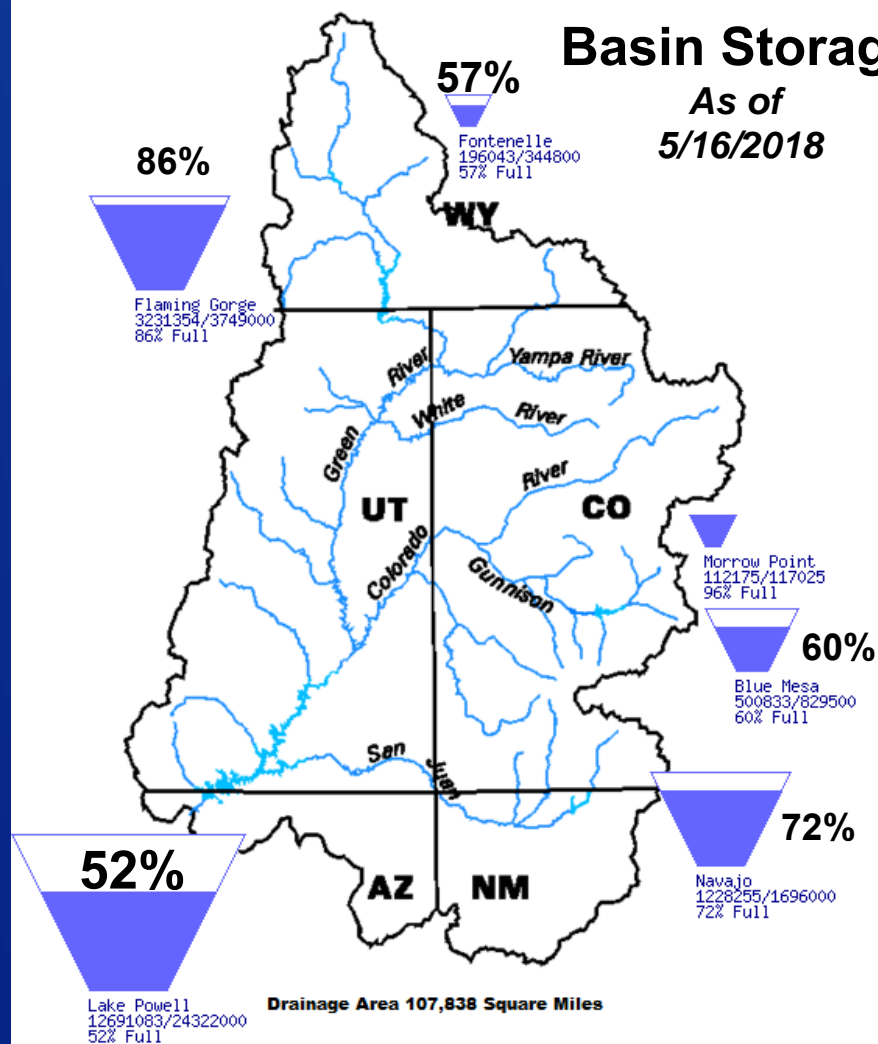 Basin Storag
As of
5/16/2018
57%
Fontenelle
196043/344800
57% Full
86%
Flaming Gorge
3231354/3749000
86% Full
WY
Yampa River
River
White
River
Green
River
UT
CO
Colorado
Gunnison
Morrow Point
112175/117025
96% Full
60%
Blue Mesa
500833/829500
60% Full
San
Juan
72%
Navajo
1228255/1696000
72% Full
52%
AZ
NM
Lake Powell
12691083/24322000
52% Full
Drainage Area 107,838 Square Miles